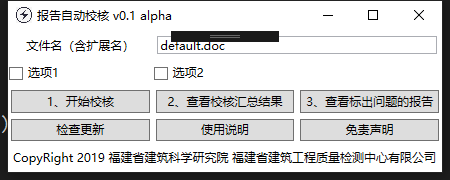 报告自动校核 v0.1 alpha
文件名（含扩展名） default.doc
选项1 选项2
1、开始校核 2、查看校核汇总结果 3、查看标出问题的报告
检查更新 使用说明 免责声明
CopyRight 2019 福建省建筑科学研究院 福建省建筑工程质量检测中心有限公司